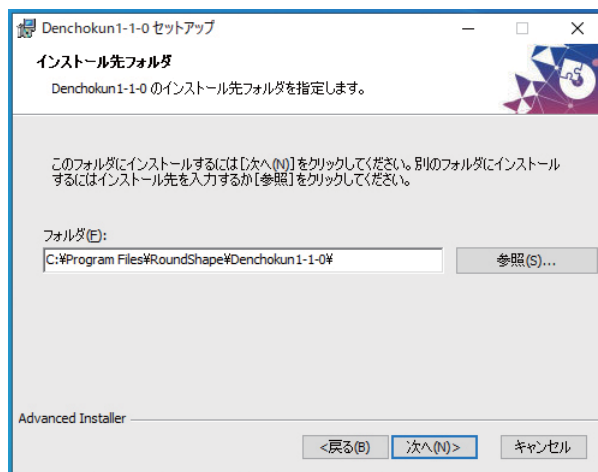 Denchokun1-1-0 セットアップ
インストール先フォルダ
Denchokun1-1-0 のインストール先フォルダを指定します。
このフォルダにインストールするには[次へ(N)]をクリックしてください。別のフォルダにインストール
するにはインストール先を入力するか[参照]をクリックしてください。
フォルダ(F):
C:¥Program Files¥RoundShape¥Denchokun1-1-0¥
参照(S)...
Advanced Installer
<戻る(B)
次へ(N)>
キャンセル